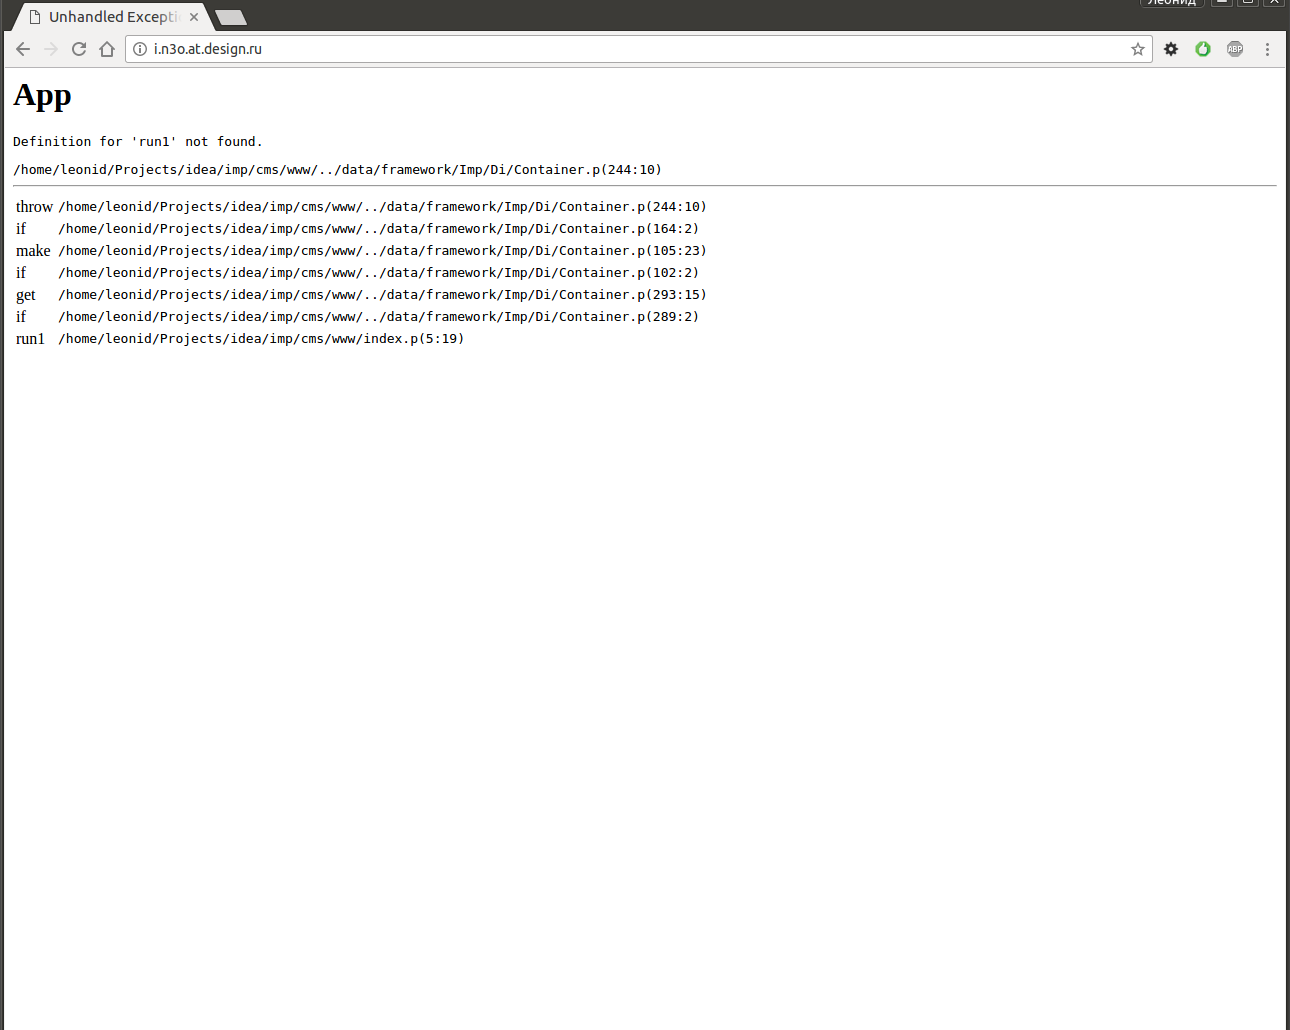 Леонид
Unhandled Excepti
i.n3o.at.design.ru
ABP
App
Definition for 'run1' not found.
/home/leonid/Projects/idea/imp/cms/www/../data/framework/Imp/Di/Container.p(244:10)
throw /home/leonid/Projects/idea/imp/cms/www/../data/framework/Imp/Di/Container.p(244:10)
if /home/leonid/Projects/idea/imp/cms/www/../data/framework/Imp/Di/Container.p(164:2)
make /home/leonid/Projects/idea/imp/cms/www/../data/framework/Imp/Di/Container.p(105:23)
if /home/leonid/Projects/idea/imp/cms/www/../data/framework/Imp/Di/Container.p(102:2)
get /home/leonid/Projects/idea/imp/cms/www/../data/framework/Imp/Di/Container.p(293:15)
if /home/leonid/Projects/idea/imp/cms/www/../data/framework/Imp/Di/Container.p(289:2)
run1 /home/leonid/Projects/idea/imp/cms/www/index.p(5:19)